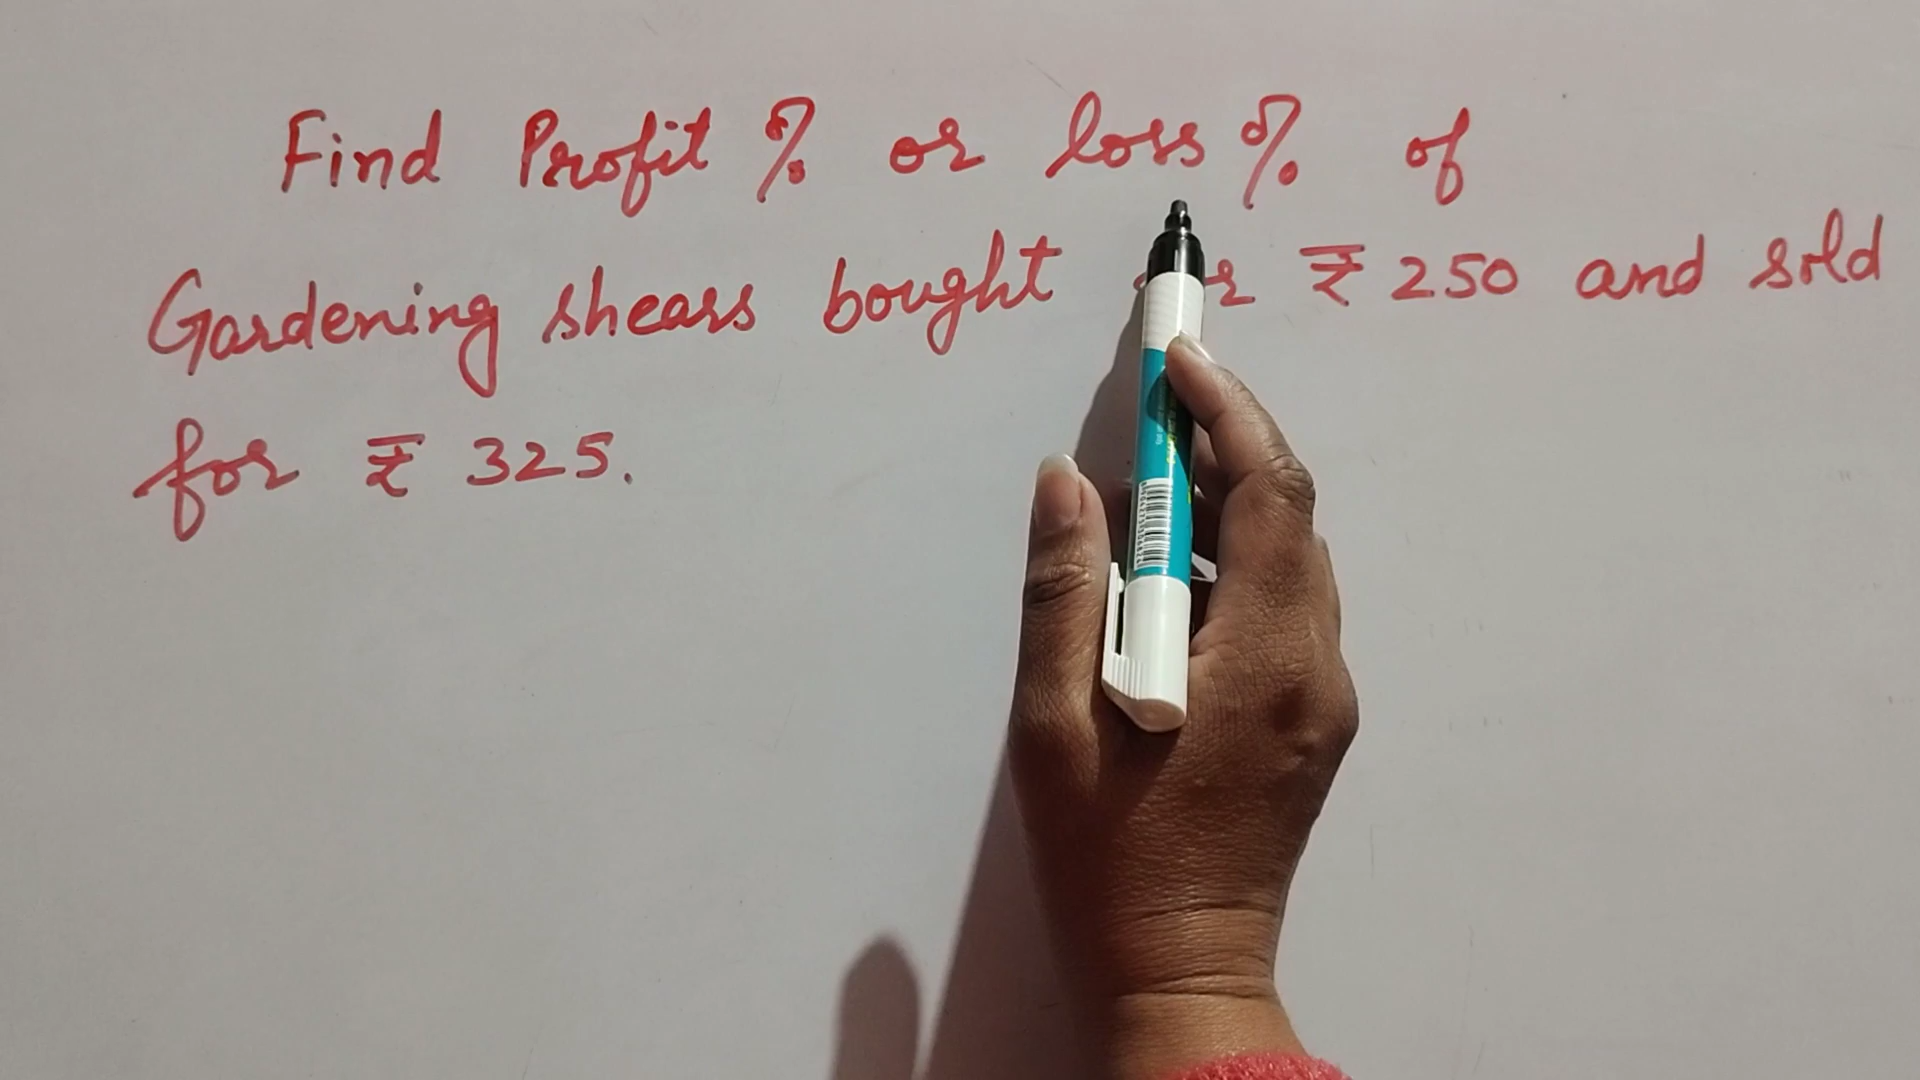 Find Profit % or loss % of
Gardening shears bought ₹ 250 and sold
for ₹ 325.